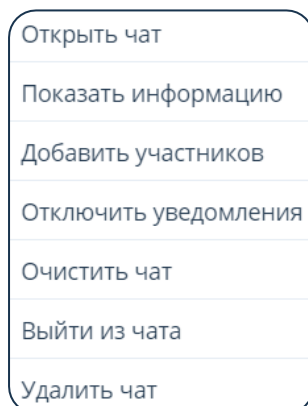 Открыть чат
Показать информацию
Добавить участников
Отключить уведомления
Очистить чат
Выйти из чата
Удалить чат